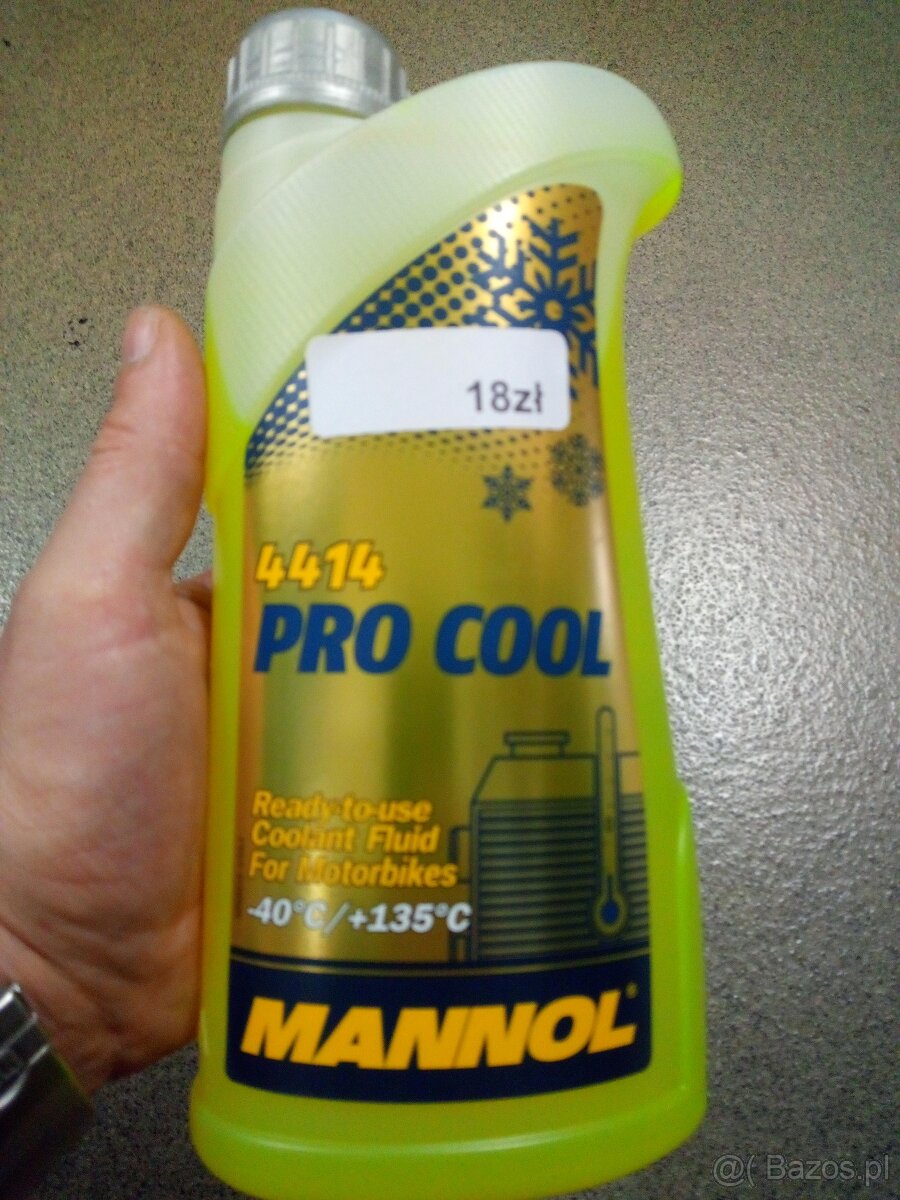 18zł
4414
PRO COOL
Ready-to-use
Coolant Fluid
For Motorbikes
-40°C/+135°C
MANNOL®
@( Bazos.pl